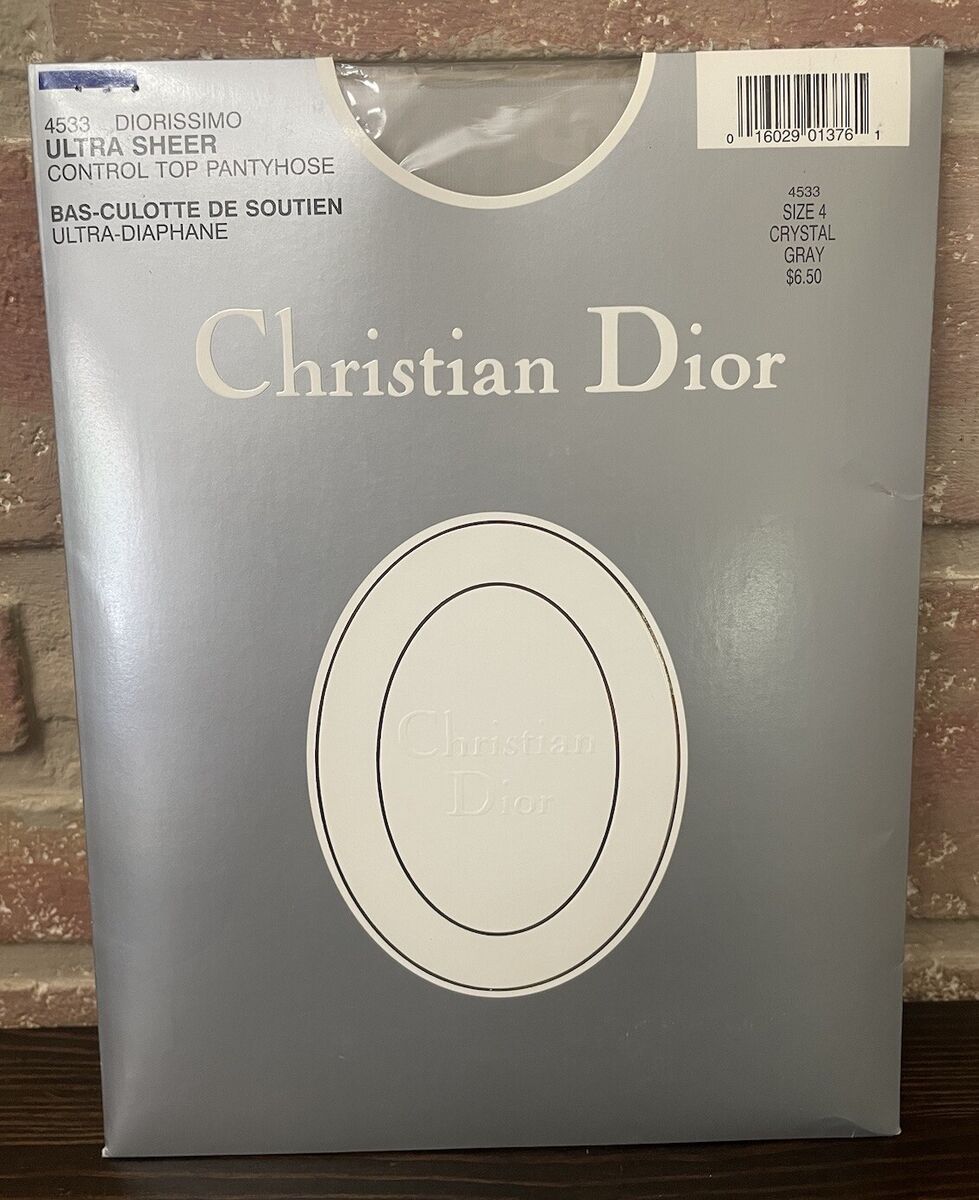 4533 DIORISSIMO
ULTRA SHEER
CONTROL TOP PANTYHOSE
BAS-CULOTTE DE SOUTIEN
ULTRA-DIAPHANE
0 16029 01376 1
4533
SIZE 4
CRYSTAL
GRAY
$6.50
Christian Dior
Christian
Dior